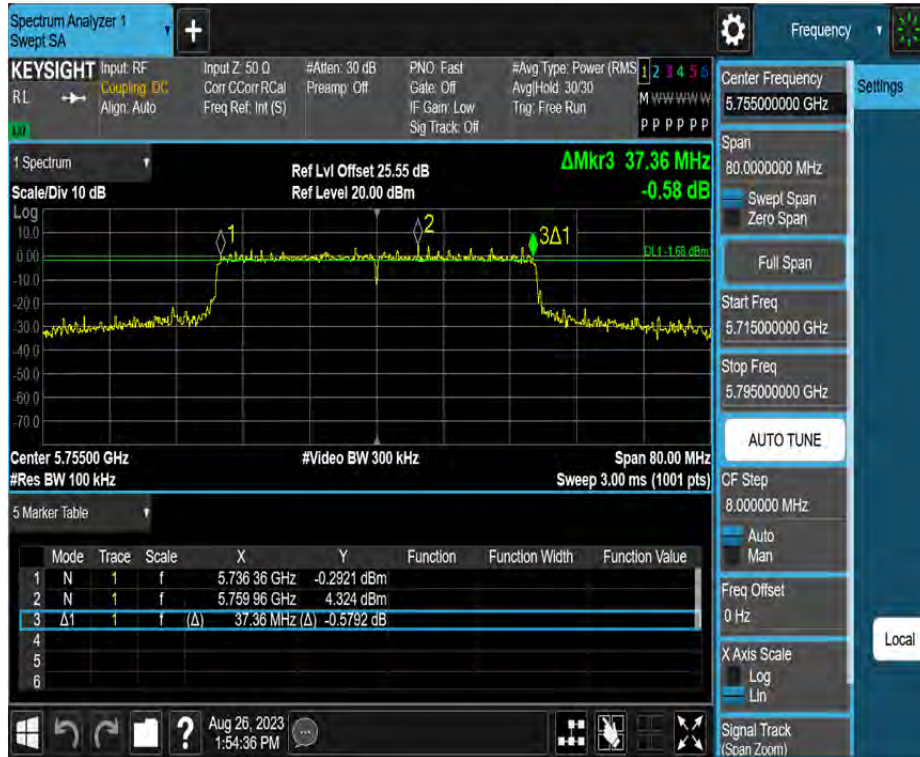 Spectrum Analyzer 1
Swept SA
+
Frequency
KEYSIGHT
RL
Input: RF
Coupling: DC
Align: Auto
Input Z: 50 Ω
Corr CCorr RCal
Freq Ref: Int (S)
#Atten: 30 dB
Preamp: Off
PNO: Fast
Gate: Off
IF Gain: Low
Sig Track: Off
#Avg Type: Power (RMS
Avg|Hold: 30/30
Trig: Free Run
1 2 3 4 5 6
M W W W W W
P P P P P P
Settings
Center Frequency
5.755000000 GHz
Span
80.0000000 MHz
Swept Span
Zero Span
Full Span
Start Freq
5.715000000 GHz
Stop Freq
5.795000000 GHz
AUTO TUNE
CF Step
8.000000 MHz
Auto
Man
Freq Offset
0 Hz
X Axis Scale
Log
Lin
Signal Track
(Span Zoom)
Local
1 Spectrum
Scale/Div 10 dB
Ref Lvl Offset 25.55 dB
Ref Level 20.00 dBm
ΔMkr3 37.36 MHz
-0.58 dB
Log
10.0
0.00
-10.0
-20.0
-30.0
-40.0
-50.0
-60.0
-70.0
1
2
3Δ1
DL1 -1.68 dBm
Center 5.75500 GHz
#Video BW 300 kHz
Span 80.00 MHz
#Res BW 100 kHz
Sweep 3.00 ms (1001 pts)
5 Marker Table
Mode Trace Scale X Y Function Function Width Function Value
1 N 1 f 5.736 36 GHz -0.2921 dBm
2 N 1 f 5.759 96 GHz 4.324 dBm
3 Δ1 1 f (Δ) 37.36 MHz (Δ) -0.5792 dB
4
5
6
?
Aug 26, 2023
1:54:36 PM